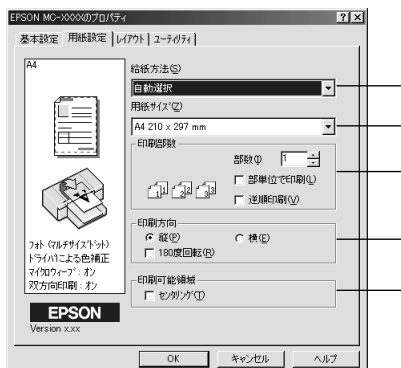 EPSON MC-XXXXのプロパティ
基本設定 用紙設定 レイアウト ユーティリティ
A4
フォト (マルチサイズドット)
ドライバによる色補正
マイクロウィーブ：オン
双方向印刷：オン
EPSON
Version x.xx
給紙方法(S)
自動選択
用紙サイズ(Z)
A4 210 x 297 mm
印刷部数
部数(I) 1
部単位で印刷(L)
逆順印刷(V)
印刷方向
縦(P) 横(E)
180度回転(R)
印刷可能領域
センタリング(T)
OK キャンセル ヘルプ